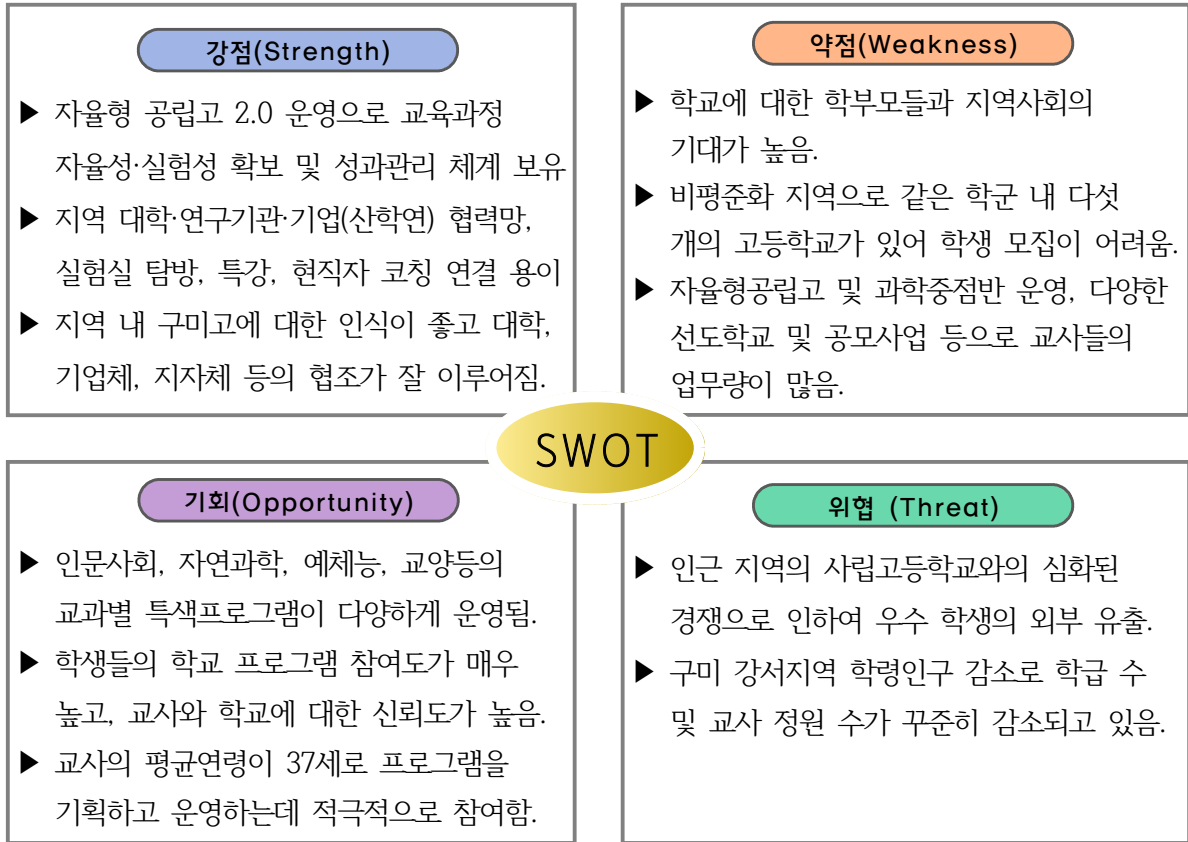 강점(Strength)
▶ 자율형 공립고 2.0 운영으로 교육과정
자율성·실험성 확보 및 성과관리 체계 보유
▶ 지역 대학·연구기관·기업(산학연) 협력망,
실험실 탐방, 특강, 현직자 코칭 연결 용이
▶ 지역 내 구미고에 대한 인식이 좋고 대학,
기업체, 지자체 등의 협조가 잘 이루어짐.
약점(Weakness)
▶ 학교에 대한 학부모들과 지역사회의
기대가 높음.
▶ 비평준화 지역으로 같은 학군 내 다섯
개의 고등학교가 있어 학생 모집이 어려움.
▶ 자율형공립고 및 과학중점반 운영, 다양한
선도학교 및 공모사업 등으로 교사들의
업무량이 많음.
SWOT
기회(Opportunity)
▶ 인문사회, 자연과학, 예체능, 교양등의
교과별 특색프로그램이 다양하게 운영됨.
▶ 학생들의 학교 프로그램 참여도가 매우
높고, 교사와 학교에 대한 신뢰도가 높음.
▶ 교사의 평균연령이 37세로 프로그램을
기획하고 운영하는데 적극적으로 참여함.
위협 (Threat)
▶ 인근 지역의 사립고등학교와의 심화된
경쟁으로 인하여 우수 학생의 외부 유출.
▶ 구미 강서지역 학령인구 감소로 학급 수
및 교사 정원 수가 꾸준히 감소되고 있음.